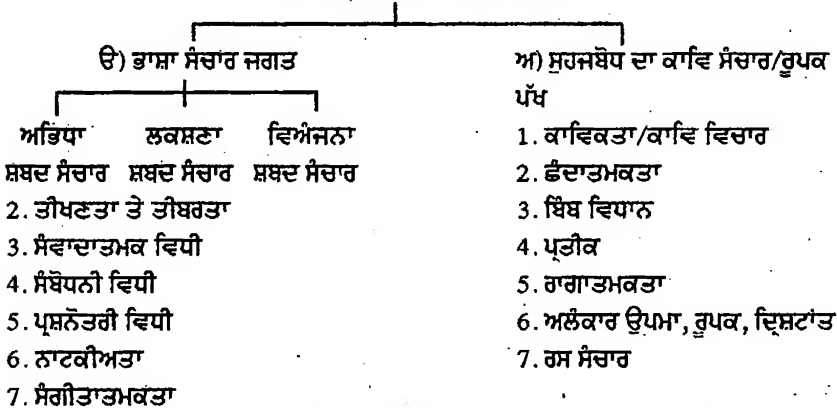 ੳ) ਭਾਸ਼ਾ ਸੰਚਾਰ ਜਗਤ
ਅਭਿਧਾ ਲਕਸ਼ਣਾ ਵਿਅੰਜਨਾ
ਸ਼ਬਦ ਸੰਚਾਰ ਸ਼ਬਦ ਸੰਚਾਰ ਸ਼ਬਦ ਸੰਚਾਰ
2. ਤੀਖਣਤਾ ਤੇ ਤੀਬਰਤਾ
3. ਸੰਵਾਦਾਤਮਕ ਵਿਧੀ
4. ਸੰਬੋਧਨੀ ਵਿਧੀ
5. ਪ੍ਰਸ਼ਨੋਤਰੀ ਵਿਧੀ
6. ਨਾਟਕੀਅਤਾ
7. ਸੰਗੀਤਾਤਮਕਤਾ
ਅ) ਸੁਹਜਬੋਧ ਦਾ ਕਾਵਿ ਸੰਚਾਰ/ਰੂਪਕ
ਪੱਖ
1. ਕਾਵਿਕਤਾ/ਕਾਵਿ ਵਿਚਾਰ
2. ਛੰਦਾਤਮਕਤਾ
3. ਬਿੰਬ ਵਿਧਾਨ
4. ਪ੍ਰਤੀਕ
5. ਰਾਗਾਤਮਕਤਾ
6. ਅਲੰਕਾਰ ਉਪਮਾ, ਰੂਪਕ, ਦ੍ਰਿਸ਼ਟਾਂਤ
7. ਰਸ ਸੰਚਾਰ